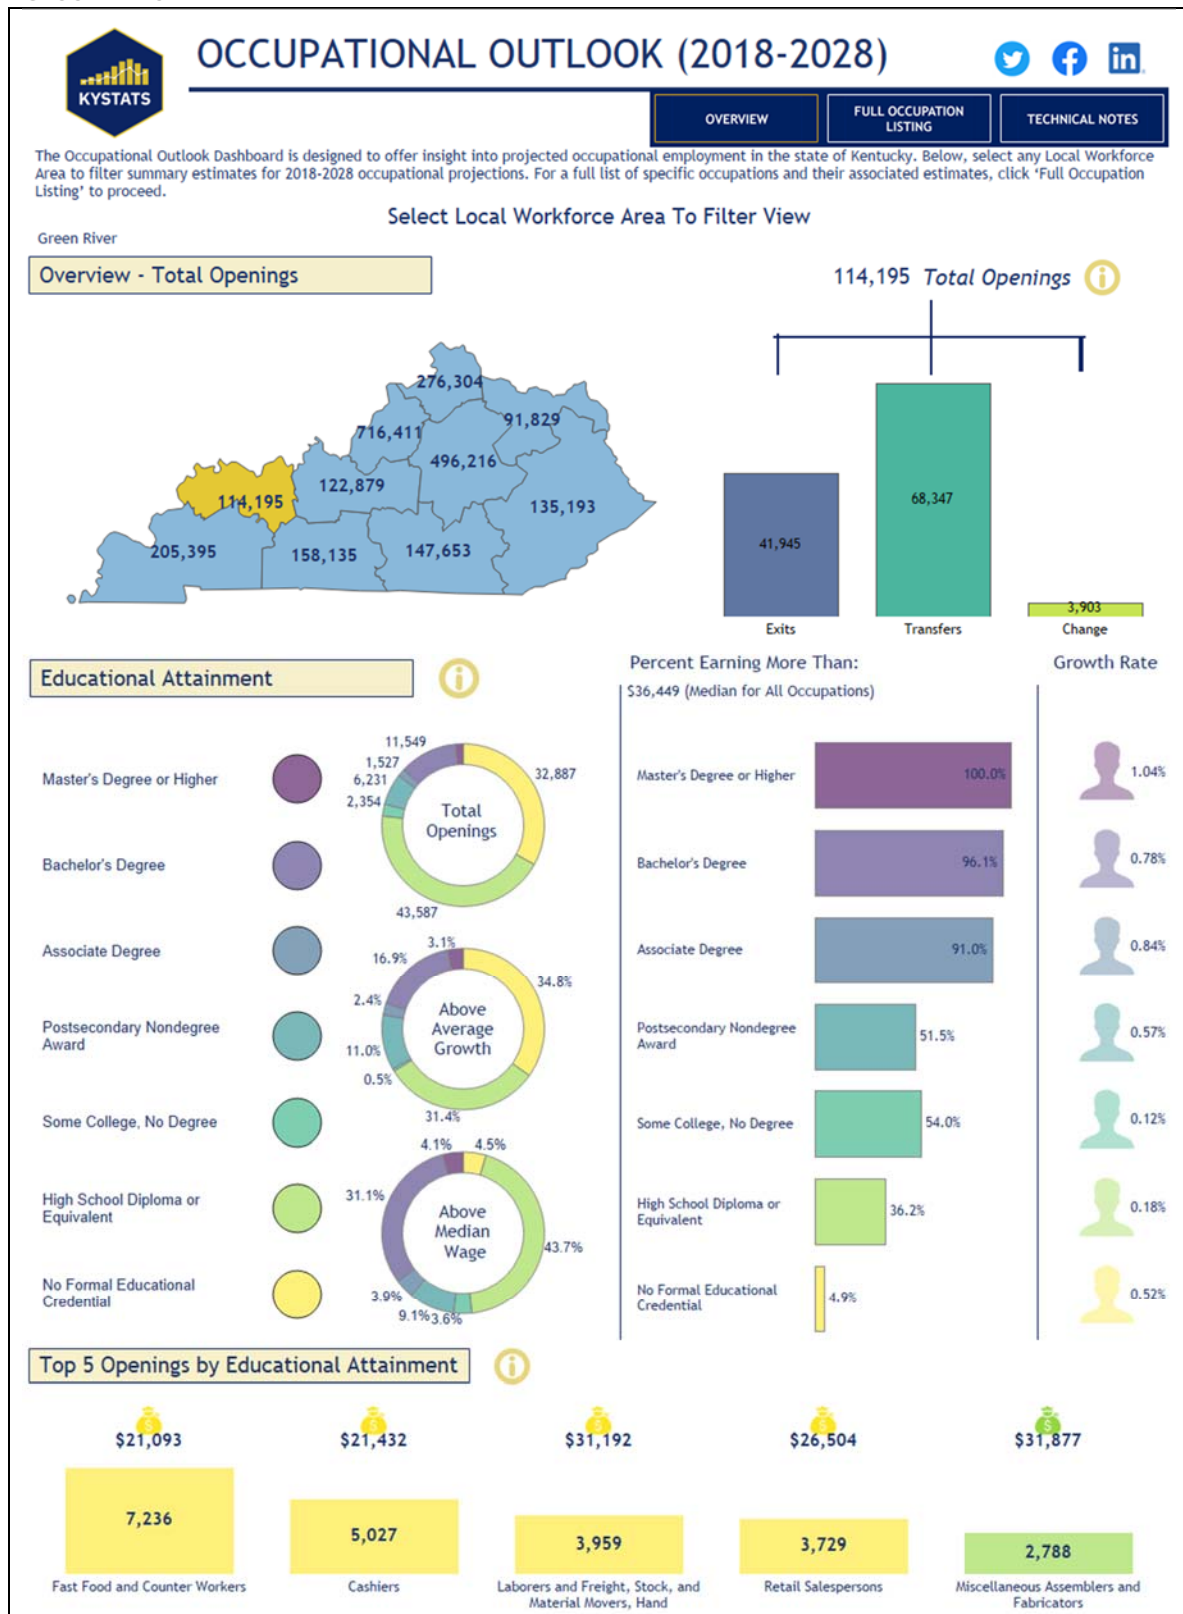 KYSTATS
OCCUPATIONAL OUTLOOK (2018-2028)
in
OVERVIEW
FULL OCCUPATION
LISTING
TECHNICAL NOTES
The Occupational Outlook Dashboard is designed to offer insight into projected occupational employment in the state of Kentucky. Below, select any Local Workforce
Area to filter summary estimates for 2018-2028 occupational projections. For a full list of specific occupations and their associated estimates, click ‘Full Occupation
Listing’ to proceed.
Select Local Workforce Area To Filter View
Green River
Overview - Total Openings
114,195 Total Openings
276,304
91,829
716,411
496,216
122,879
114,195
135,193
205,395
158,135
147,653
41,945
68,347
3,903
Exits
Transfers
Change
Educational Attainment
Master's Degree or Higher
Bachelor's Degree
Associate Degree
Postsecondary Nondegree
Award
Some College, No Degree
High School Diploma or
Equivalent
No Formal Educational
Credential
11,549
1,527
6,231
2,354
32,887
43,587
Total
Openings
3.1%
16.9%
2.4%
11.0%
0.5%
31.4%
34.8%
Above
Average
Growth
4.1%
4.5%
31.1%
43.7%
3.9%
9.1%
3.6%
Above
Median
Wage
Percent Earning More Than:
$36,449 (Median for All Occupations)
Growth Rate
Master's Degree or Higher
100.0%
1.04%
Bachelor's Degree
96.1%
0.78%
Associate Degree
91.0%
0.84%
Postsecondary Nondegree
Award
51.5%
0.57%
Some College, No Degree
54.0%
0.12%
High School Diploma or
Equivalent
36.2%
0.18%
No Formal Educational
Credential
4.9%
0.52%
Top 5 Openings by Educational Attainment
$21,093
$21,432
$31,192
$26,504
$31,877
7,236
5,027
3,959
3,729
2,788
Fast Food and Counter Workers
Cashiers
Laborers and Freight, Stock, and
Material Movers, Hand
Retail Salespersons
Miscellaneous Assemblers and
Fabricators